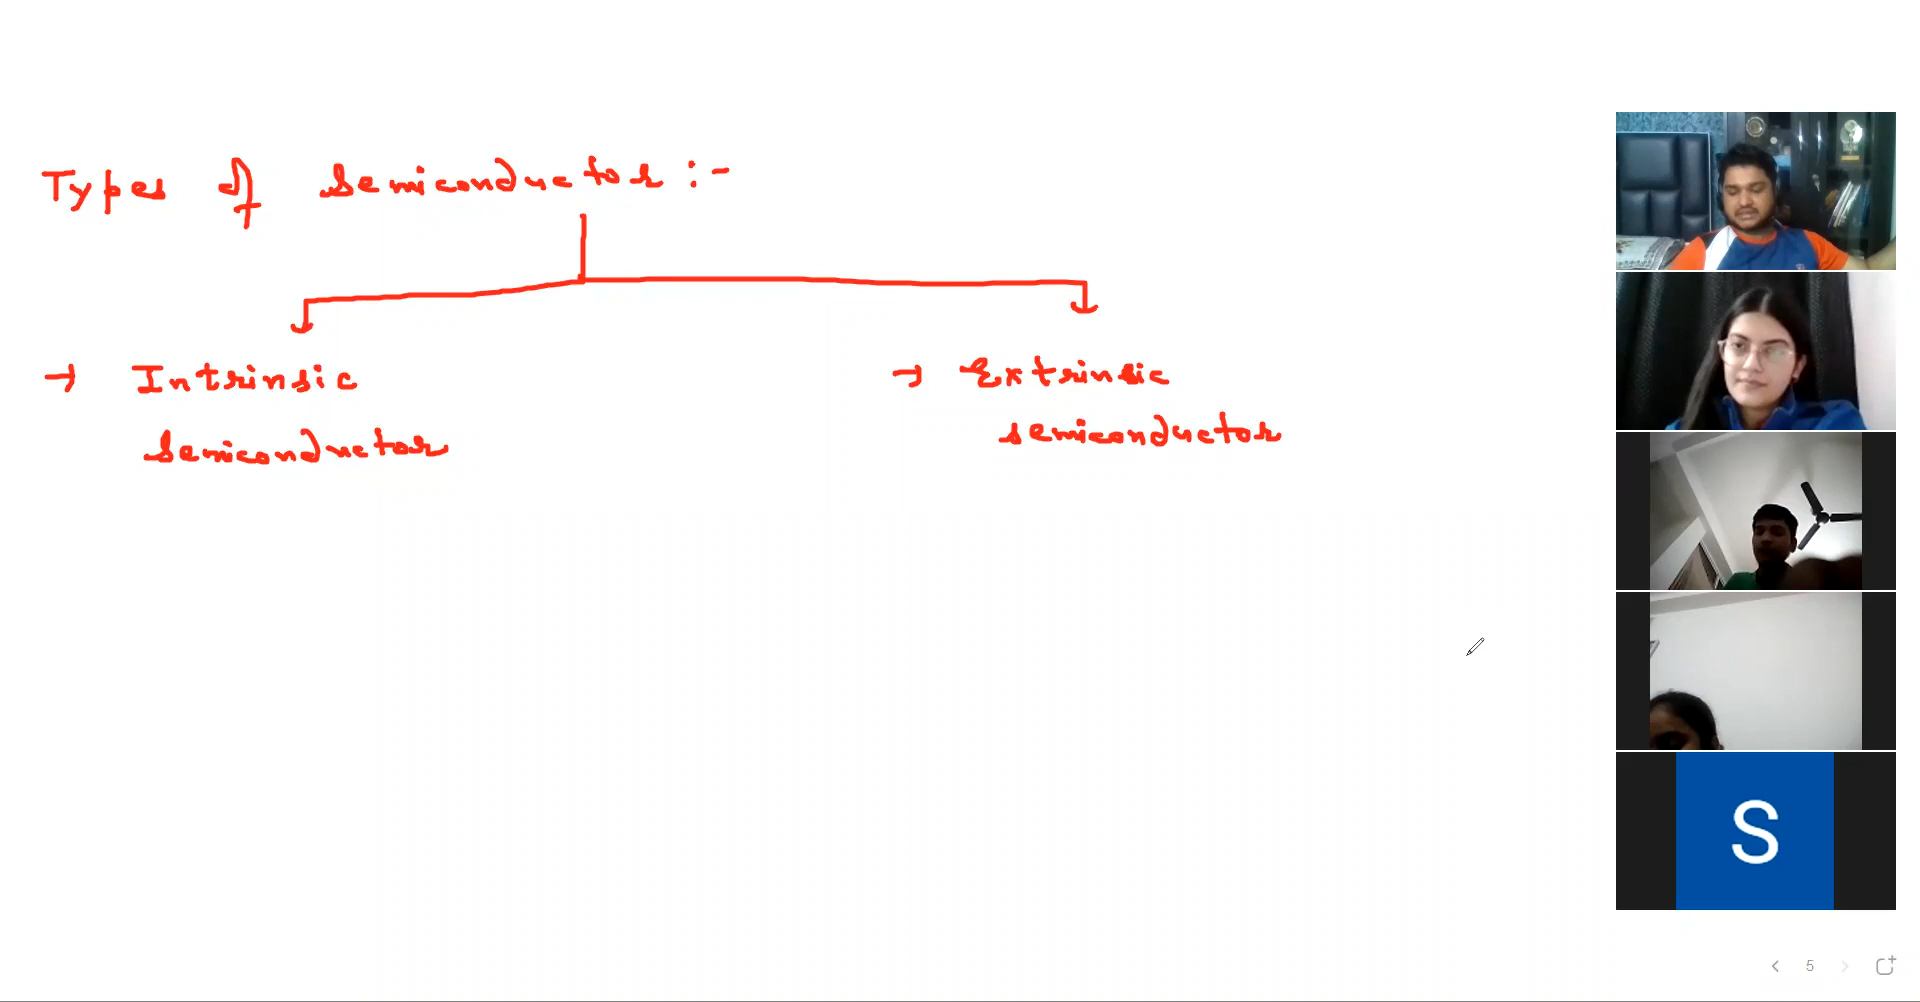 Types of Semiconductor :-
→ Intrinsic
Semiconductor
→ Extrinsic
semiconductor
S
5